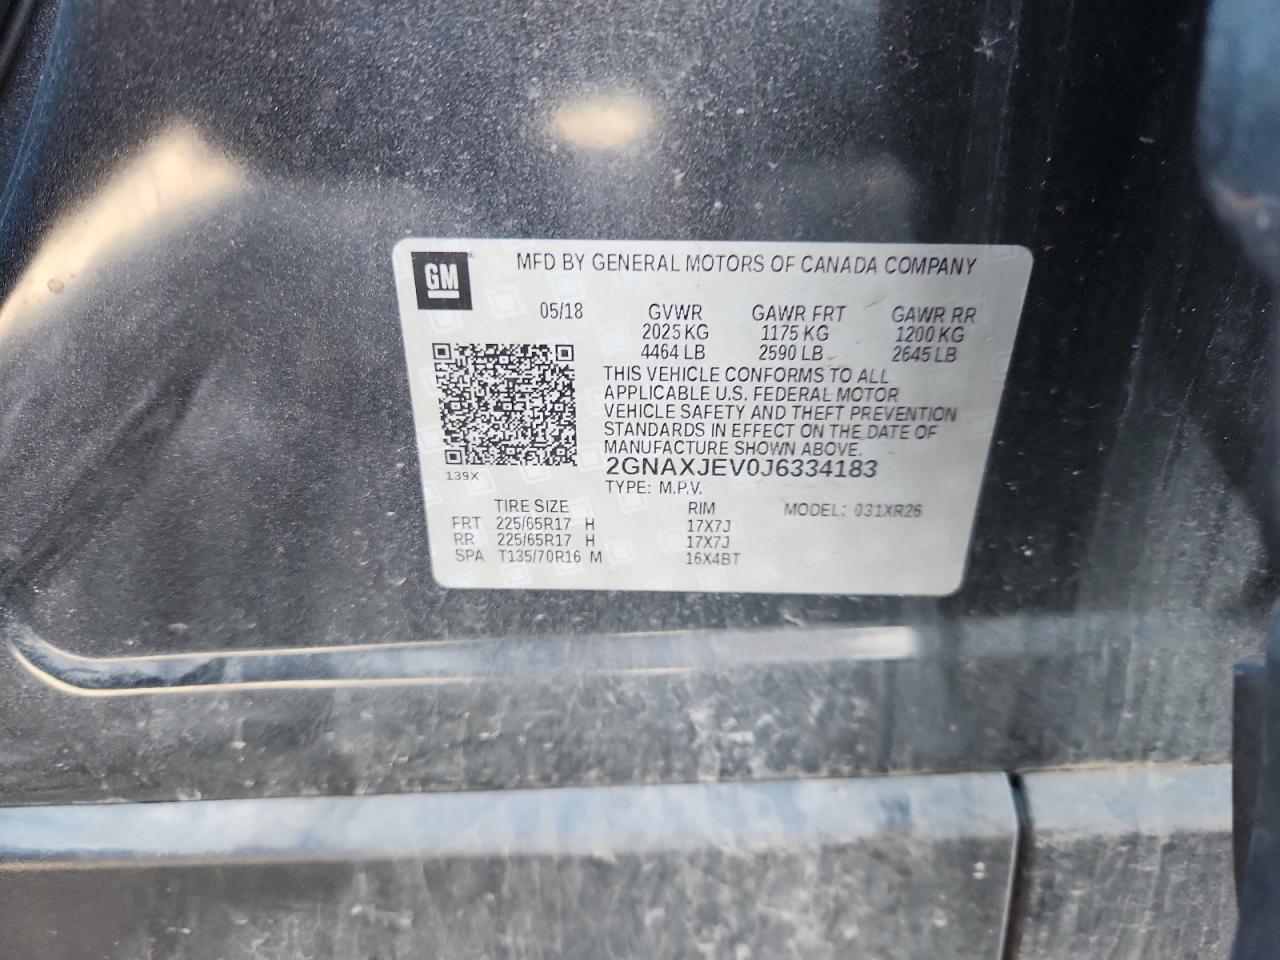 GM
MFD BY GENERAL MOTORS OF CANADA COMPANY
05/18 GVWR GAWR FRT GAWR RR
2025 KG 1175 KG 1200 KG
4464 LB 2590 LB 2645 LB
THIS VEHICLE CONFORMS TO ALL
APPLICABLE U.S. FEDERAL MOTOR
VEHICLE SAFETY AND THEFT PREVENTION
STANDARDS IN EFFECT ON THE DATE OF
MANUFACTURE SHOWN ABOVE.
2GNAXJEV0J6334183
139X
TYPE: M.P.V.
TIRE SIZE RIM MODEL: 031XR26
FRT 225/65R17 H 17X7J
RR 225/65R17 H 17X7J
SPA T135/70R16 M 16X4BT